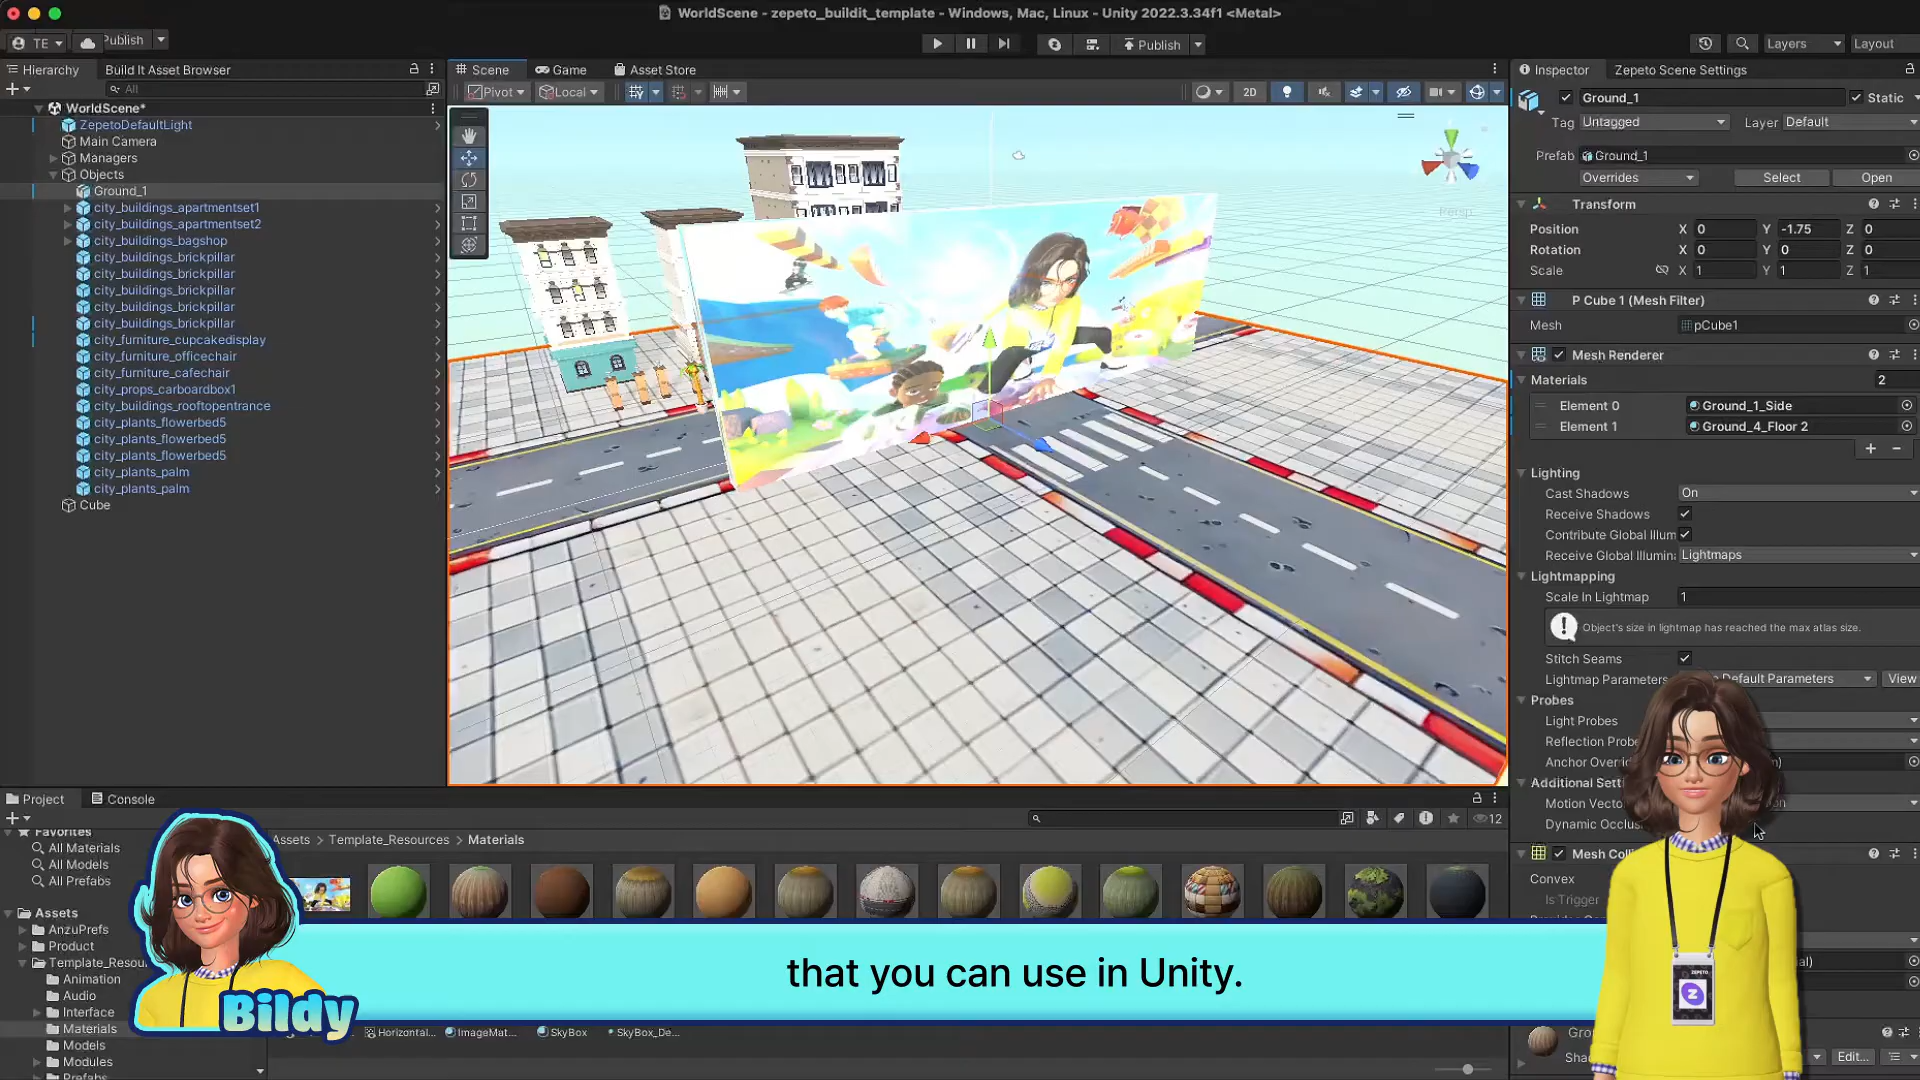 WorldScene - zepeto_buildit_template - Windows, Mac, Linux - Unity 2022.3.34f1 <Metal>
TE
Publish
Publish
Layers
Layout
Hierarchy
Build It Asset Browser
All
WorldScene*
ZepetoDefaultLight
Main Camera
Managers
Objects
Ground_1
city_buildings_apartmentset1
city_buildings_apartmentset2
city_buildings_bagshop
city_buildings_brickpillar
city_buildings_brickpillar
city_buildings_brickpillar
city_buildings_brickpillar
city_buildings_brickpillar
city_furniture_cupcakedisplay
city_furniture_officechair
city_furniture_cafechair
city_props_carboardbox1
city_buildings_rooftopentrance
city_plants_flowerbed5
city_plants_flowerbed5
city_plants_flowerbed5
city_plants_palm
city_plants_palm
Cube
Scene
Game
Asset Store
Pivot
Local
2D
Persp
Inspector
Zepeto Scene Settings
Ground_1
Static
Tag Untagged
Layer Default
Prefab Ground_1
Overrides
Select
Open
Transform
Position X 0 Y -1.75 Z 0
Rotation X 0 Y 0 Z 0
Scale X 1 Y 1 Z 1
P Cube 1 (Mesh Filter)
Mesh pCube1
Mesh Renderer
Materials 2
Element 0 Ground_1_Side
Element 1 Ground_4_Floor 2
+ -
Lighting
Cast Shadows On
Receive Shadows
Contribute Global Illum
Receive Global Illumina Lightmaps
Lightmapping
Scale In Lightmap 1
Object's size in lightmap has reached the max atlas size.
Stitch Seams
Lightmap Parameters Default Parameters View
Probes
Light Probes
Reflection Probe
Anchor Overri
Additional Setti
Motion Vecto
Dynamic Occlus
Mesh Coll
Convex
Is Trigger
Edit...
Project
Console
12
Favorites
All Materials
All Models
All Prefabs
Assets
AnzuPrefs
Product
Template_Resou
Animation
Audio
Interface
Materials
Models
Modules
Prefabs
Assets > Template_Resources > Materials
that you can use in Unity.
Bildy
Horizontal...
ImageMat...
SkyBox
SkyBox_De...
ZEPETO